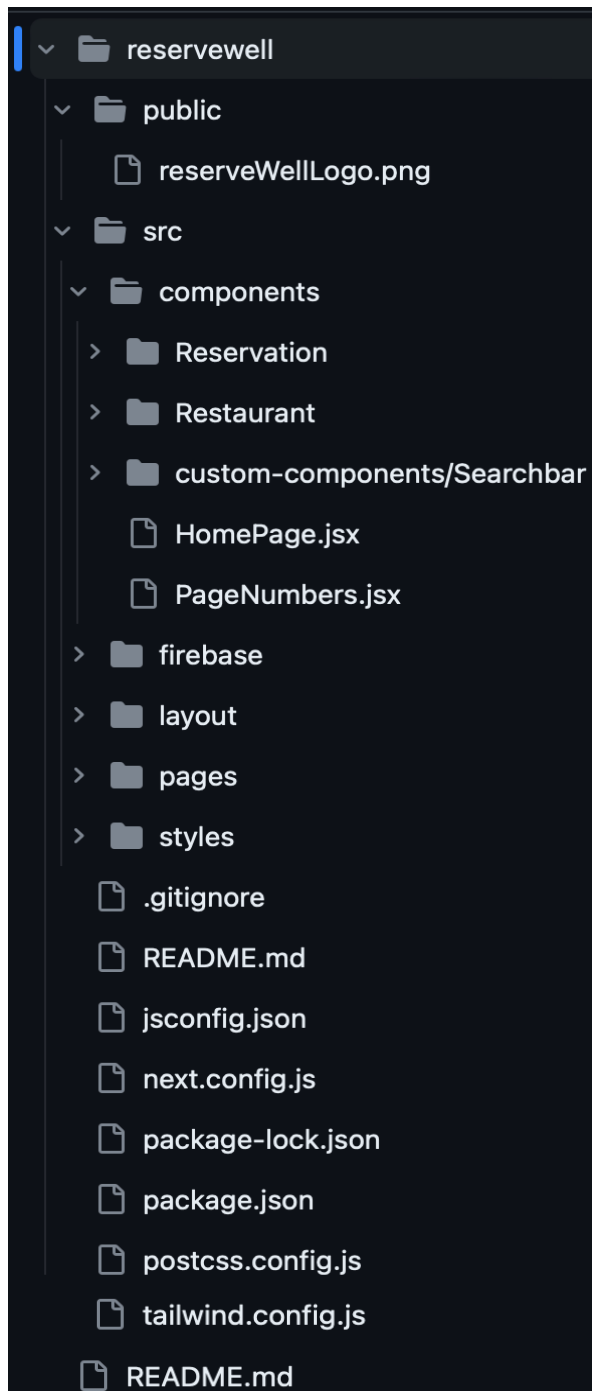 reservewell
public
reserveWellLogo.png
src
components
Reservation
Restaurant
custom-components/Searchbar
HomePage.jsx
PageNumbers.jsx
firebase
layout
pages
styles
.gitignore
README.md
jsconfig.json
next.config.js
package-lock.json
package.json
postcss.config.js
tailwind.config.js
README.md